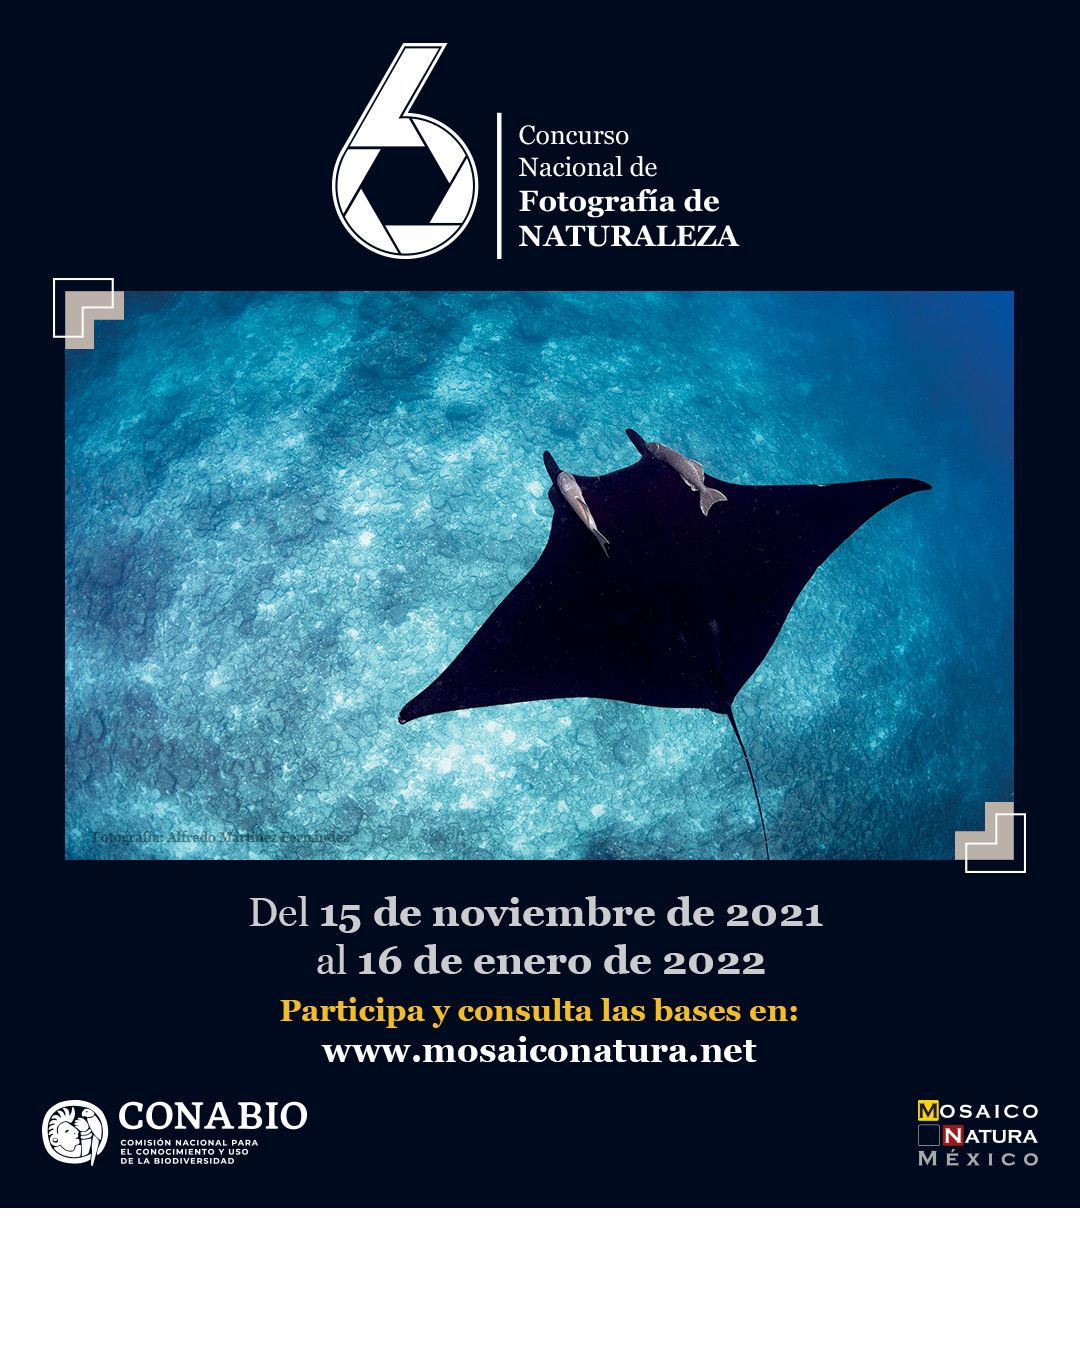 6
Concurso
Nacional de
Fotografía de
NATURALEZA
Fotografía: Alfredo Martínez Fernández
Del 15 de noviembre de 2021
al 16 de enero de 2022
Participa y consulta las bases en:
www.mosaiconatura.net
CONABIO
COMISIÓN NACIONAL PARA
EL CONOCIMIENTO Y USO
DE LA BIODIVERSIDAD
MOSAICO
NATURA
MÉXICO